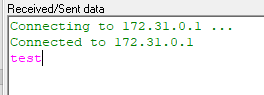 Received/Sent data
Connecting to 172.31.0.1 ...
Connected to 172.31.0.1
test